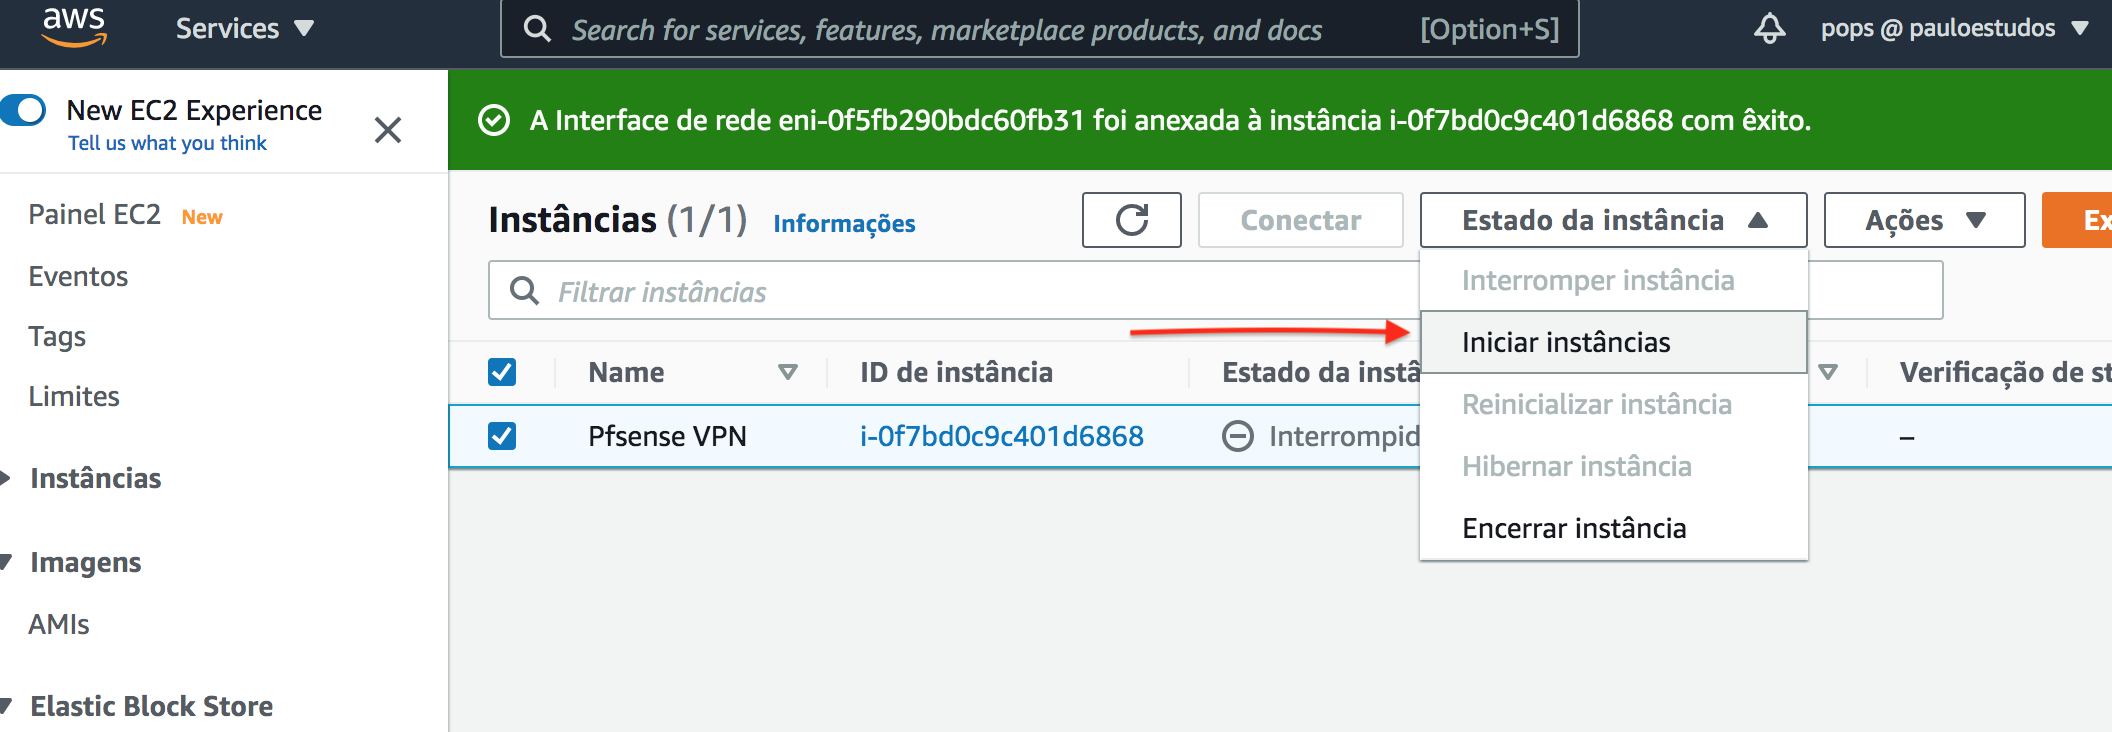 aws
Services
Search for services, features, marketplace products, and docs [Option+S]
pops @ pauloestudos
New EC2 Experience
Tell us what you think
A Interface de rede eni-0f5fb290bdc60fb31 foi anexada à instância i-0f7bd0c9c401d6868 com êxito.
Painel EC2 New
Eventos
Tags
Limites
Instâncias
Imagens
AMIs
Elastic Block Store
Instâncias (1/1) Informações
Conectar
Estado da instância
Ações
Ex
Filtrar instâncias
Interromper instância
Iniciar instâncias
Reinicializar instância
Hibernar instância
Encerrar instância
Name ID de instância Estado da instâ Verificação de st
Pfsense VPN i-0f7bd0c9c401d6868 Interrompid –